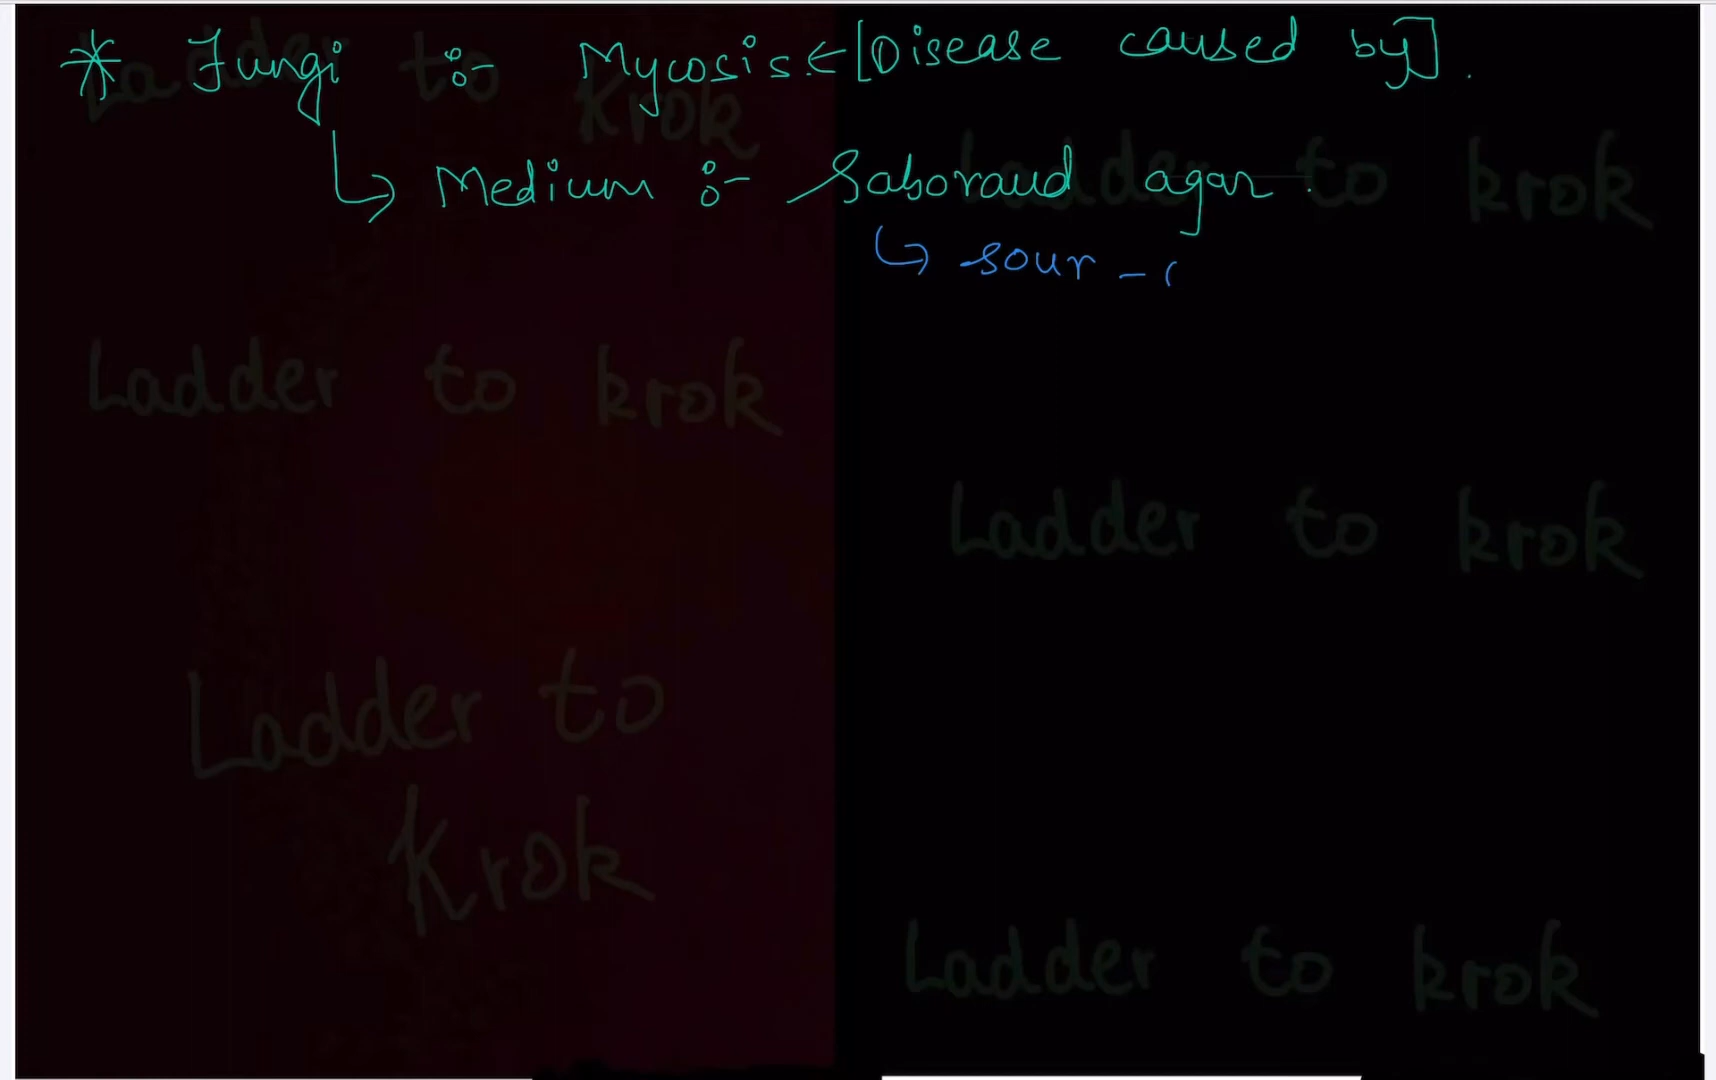 * Fungi :- Mycosis ← [Disease caused by].
↳ Medium :- Saboraud agar.
↳ sour - (
Ladder to Krok
Ladder to krok
Ladder to krok
Ladder to krok
Ladder to Krok
Ladder to krok